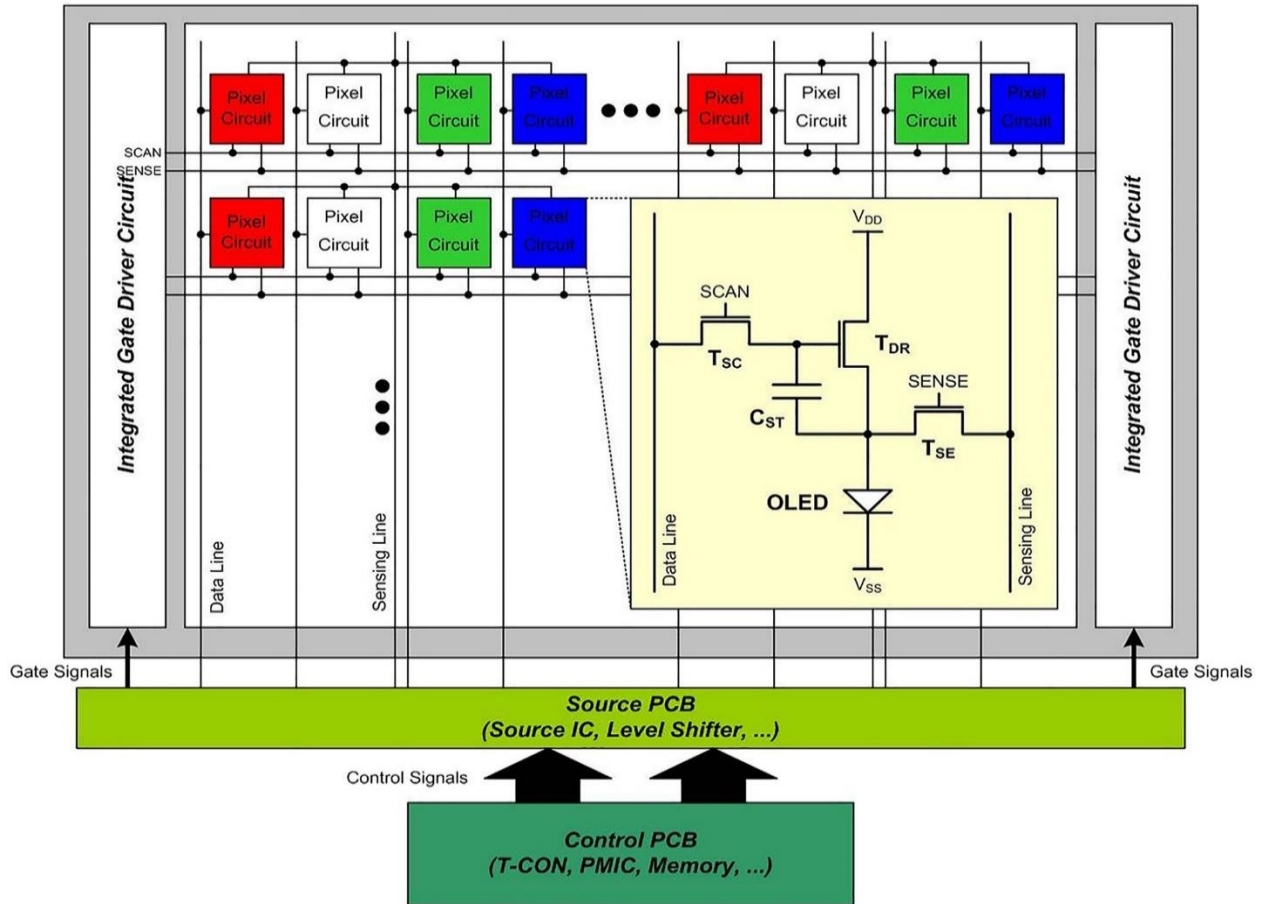 Integrated Gate Driver Circuit
Pixel
Circuit
Pixel
Circuit
Pixel
Circuit
Pixel
Circuit
Pixel
Circuit
Pixel
Circuit
Pixel
Circuit
Pixel
Circuit
SCAN
SENSE
Pixel
Circuit
Pixel
Circuit
Pixel
Circuit
Pixel
Circuit
Data Line
Sensing Line
VDD
SCAN
TSC
TDR
SENSE
CST
TSE
OLED
Data Line
Sensing Line
VSS
Integrated Gate Driver Circuit
Gate Signals
Gate Signals
Source PCB
(Source IC, Level Shifter, ...)
Control Signals
Control PCB
(T-CON, PMIC, Memory, ...)